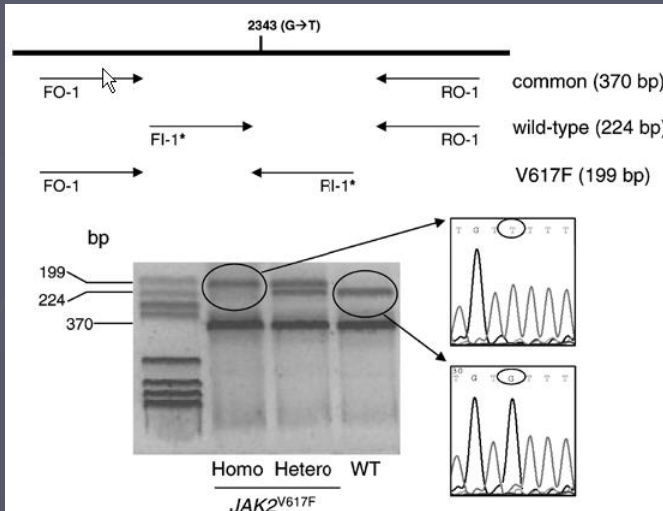 2343 (G→T)
FO-1 RO-1 common (370 bp)
FI-1* RO-1 wild-type (224 bp)
FO-1 RI-1* V617F (199 bp)
bp
199
224
370
T G T T T T T
30
T G T G T T T
Homo Hetero WT
JAK2V617F